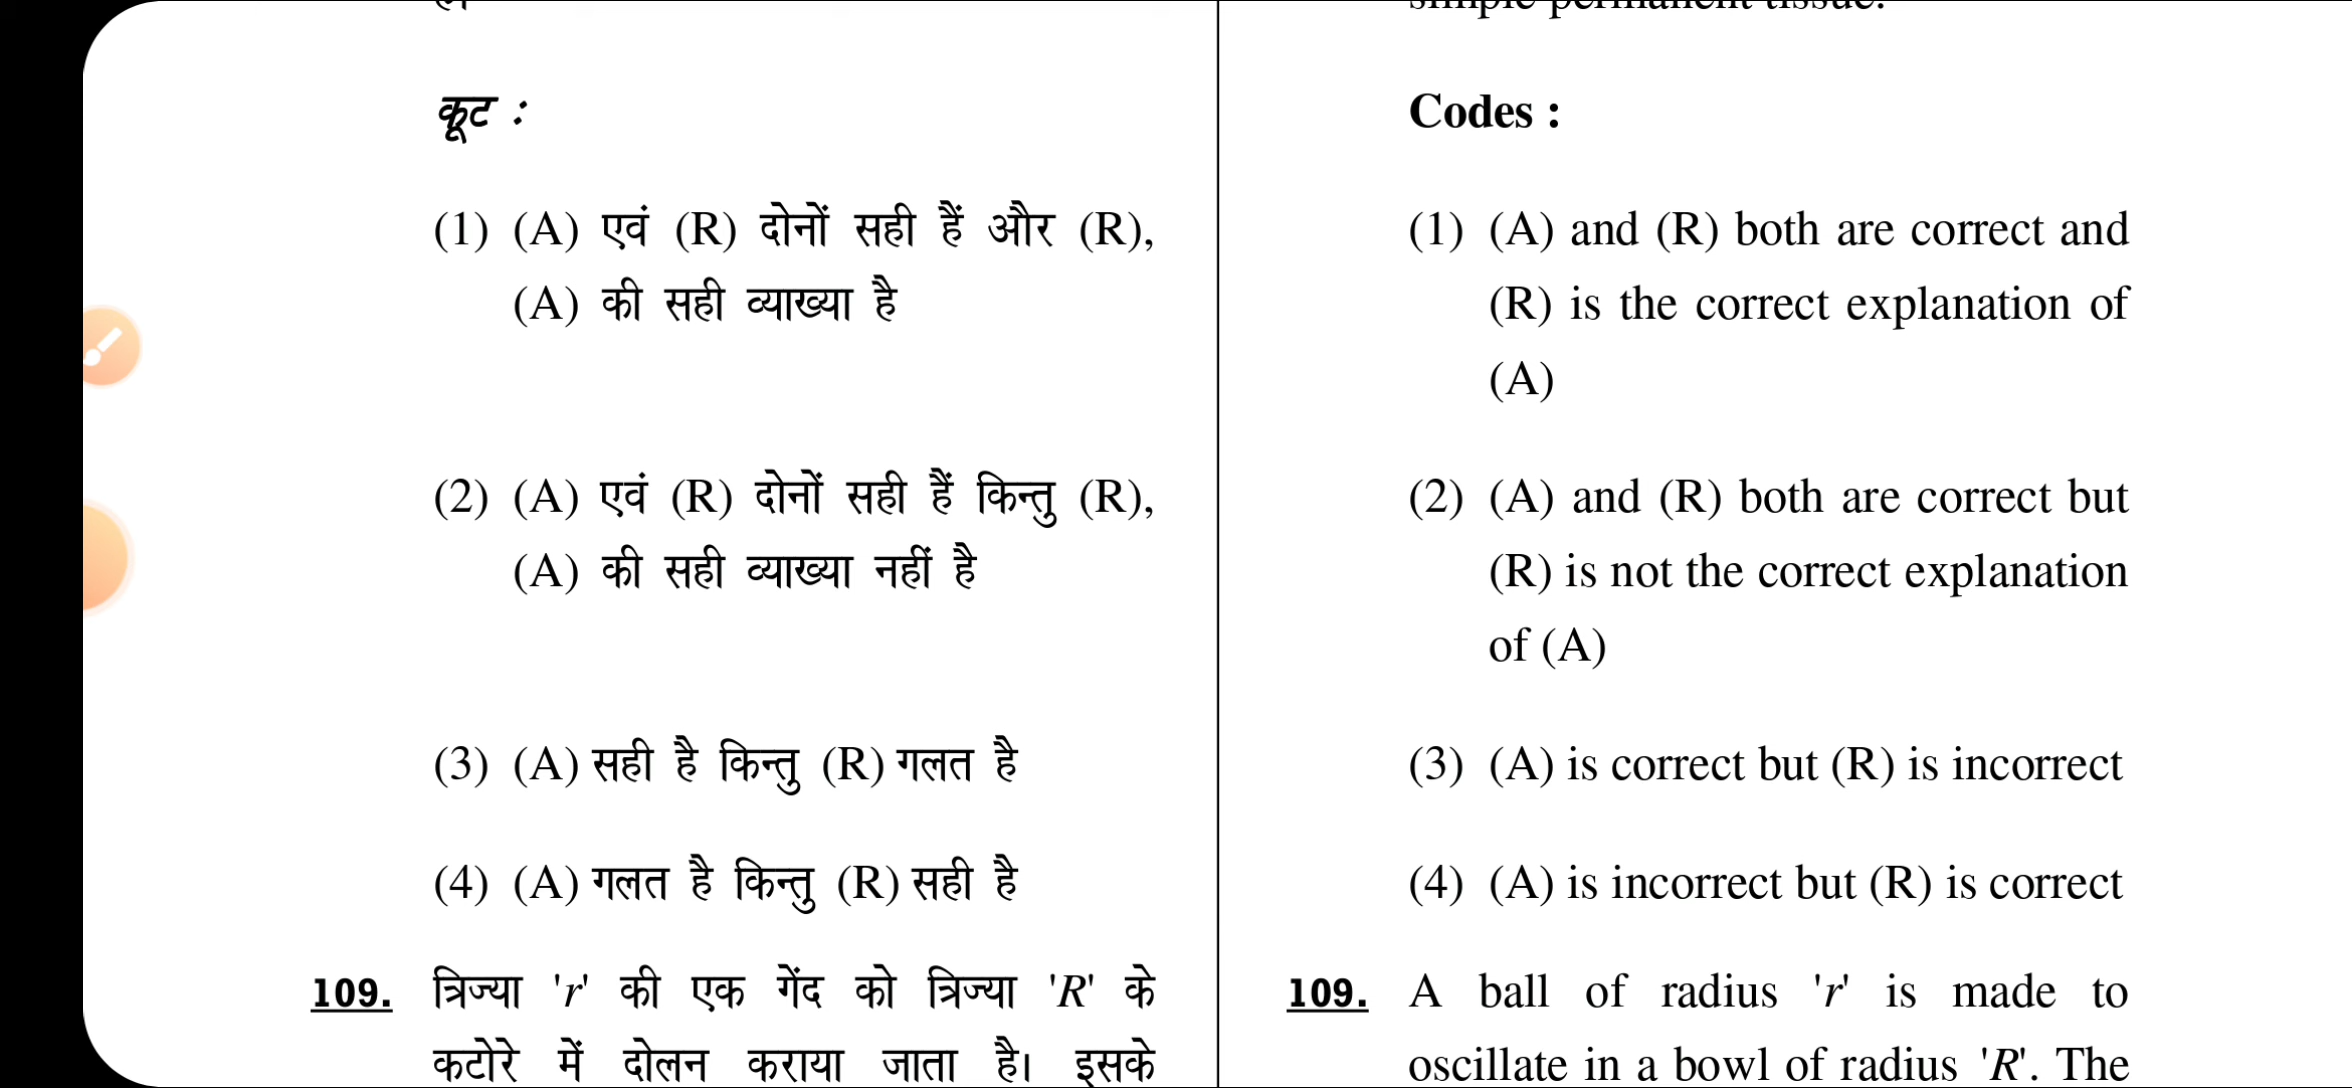 simple permanent tissue.
कूट :
(1) (A) एवं (R) दोनों सही हैं और (R),
(A) की सही व्याख्या है
(2) (A) एवं (R) दोनों सही हैं किन्तु (R),
(A) की सही व्याख्या नहीं है
(3) (A) सही है किन्तु (R) गलत है
(4) (A) गलत है किन्तु (R) सही है
109. त्रिज्या 'r' की एक गेंद को त्रिज्या 'R' के
कटोरे में दोलन कराया जाता है। इसके
Codes :
(1) (A) and (R) both are correct and
(R) is the correct explanation of
(A)
(2) (A) and (R) both are correct but
(R) is not the correct explanation
of (A)
(3) (A) is correct but (R) is incorrect
(4) (A) is incorrect but (R) is correct
109. A ball of radius 'r' is made to
oscillate in a bowl of radius 'R'. The